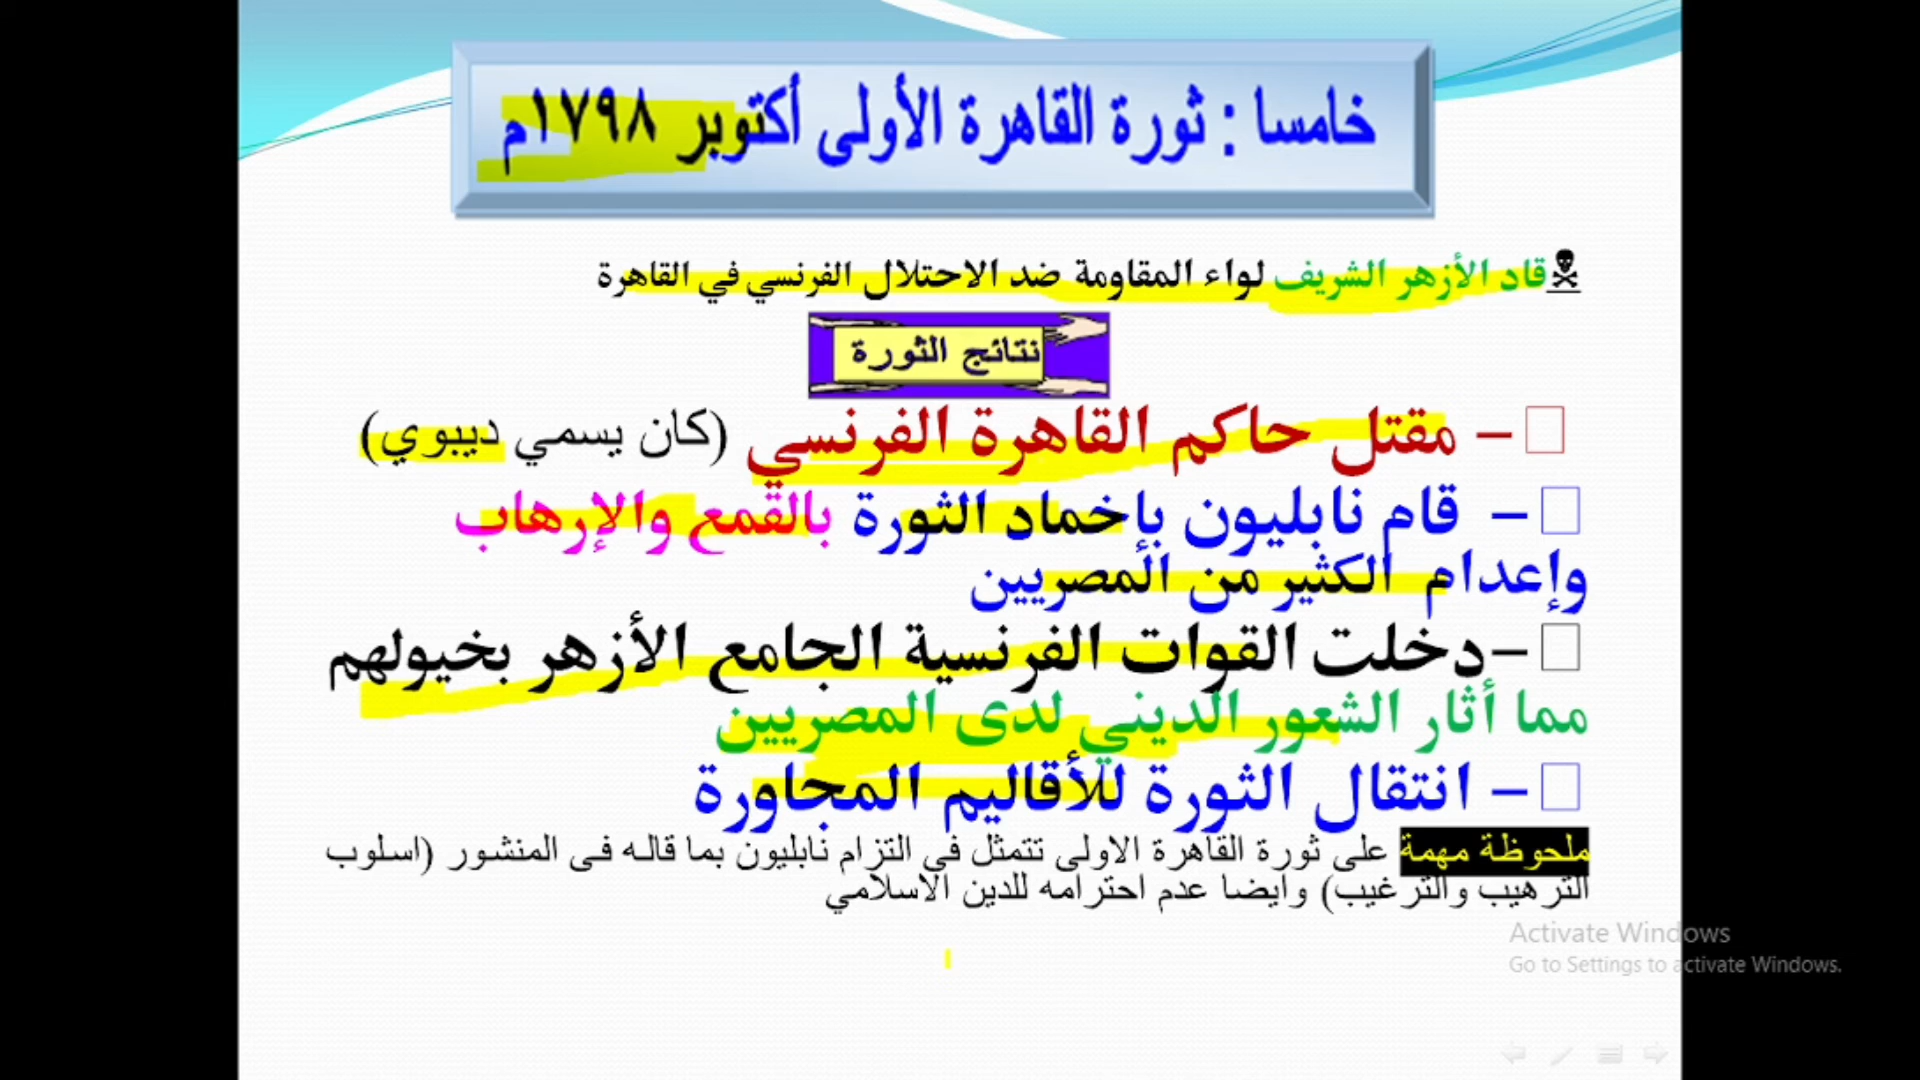 خامسا : ثورة القاهرة الأولى أكتوبر ١٧٩٨م
قاد الأزهر الشريف لواء المقاومة ضد الاحتلال الفرنسي في القاهرة
نتائج الثورة
– مقتل حاكم القاهرة الفرنسي (كان يسمي ديبوي)
– قام نابليون بإخماد الثورة بالقمع والإرهاب
وإعدام الكثير من المصريين
–دخلت القوات الفرنسية الجامع الأزهر بخيولهم
مما أثار الشعور الديني لدى المصريين
– انتقال الثورة للأقاليم المجاورة
ملحوظة مهمة على ثورة القاهرة الاولى تتمثل فى التزام نابليون بما قاله فى المنشور (اسلوب
الترهيب والترغيب) وايضا عدم احترامه للدين الاسلامي
Activate Windows
Go to Settings to activate Windows.